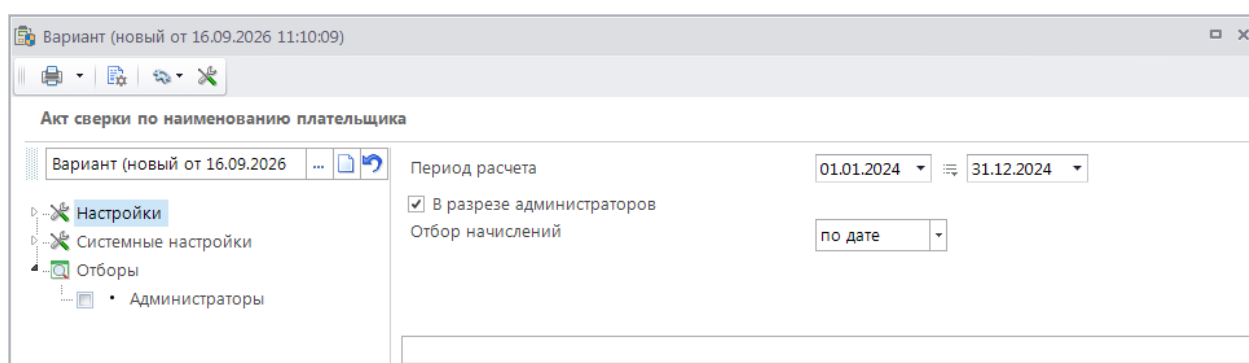 Вариант (новый от 16.09.2026 11:10:09)
Акт сверки по наименованию плательщика
Вариант (новый от 16.09.2026 ...
Период расчета 01.01.2024 31.12.2024
Настройки
В разрезе администраторов
Системные настройки
Отбор начислений по дате
Отборы
Администраторы